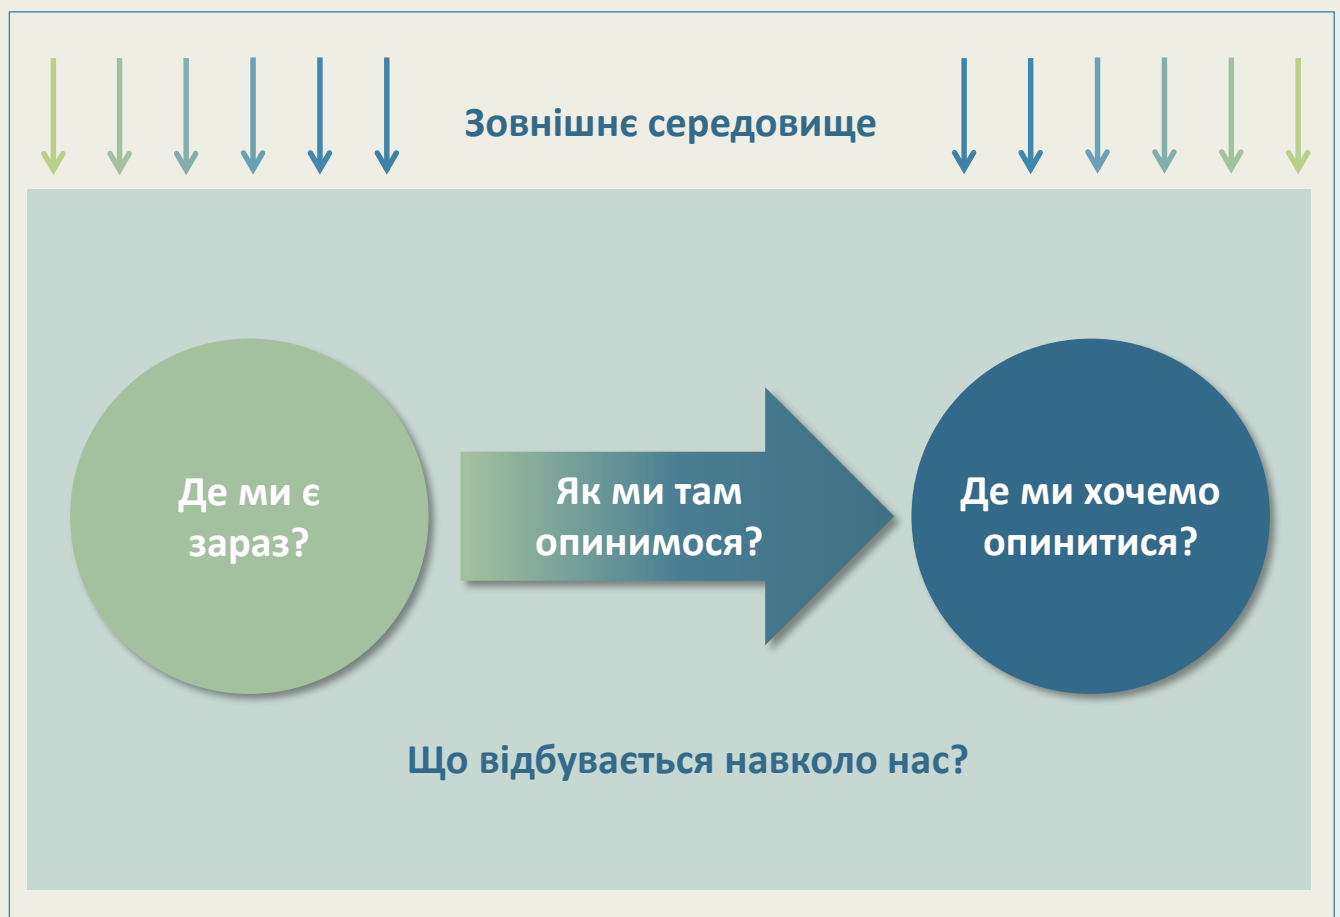 Зовнішнє середовище
Де ми є
зараз?
Як ми там
опинимося?
Де ми хочемо
опинитися?
Що відбувається навколо нас?